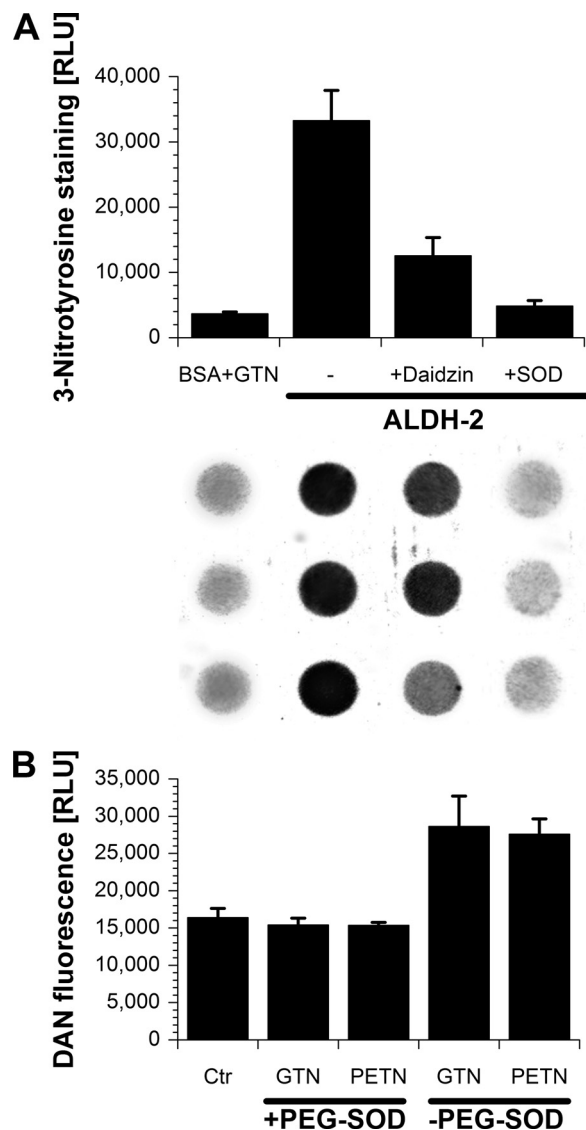 A
3-Nitrotyrosine staining [RLU]
40,000
30,000
20,000
10,000
0
BSA+GTN - +Daidzin +SOD
ALDH-2
B
DAN fluorescence [RLU]
35,000
30,000
25,000
20,000
15,000
10,000
5,000
0
Ctr GTN PETN GTN PETN
+PEG-SOD -PEG-SOD